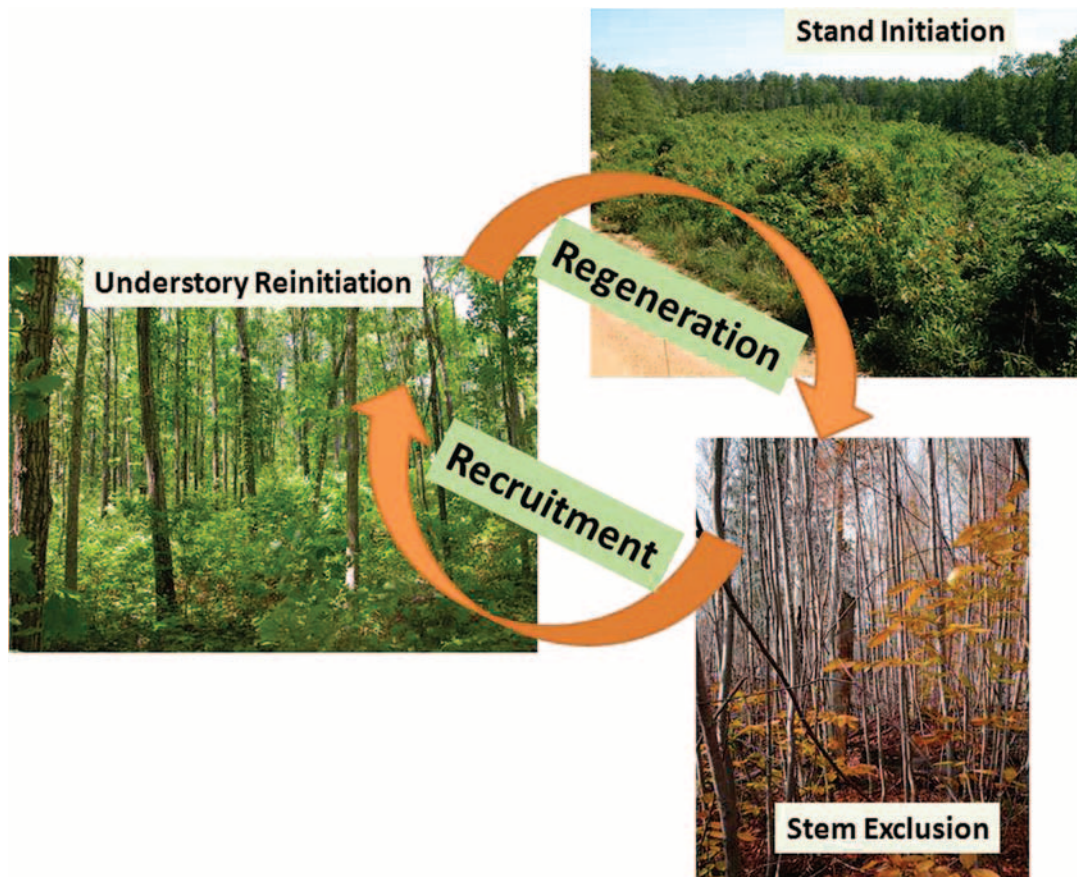 Stand Initiation
Understory Reinitiation
Regeneration
Recruitment
Stem Exclusion